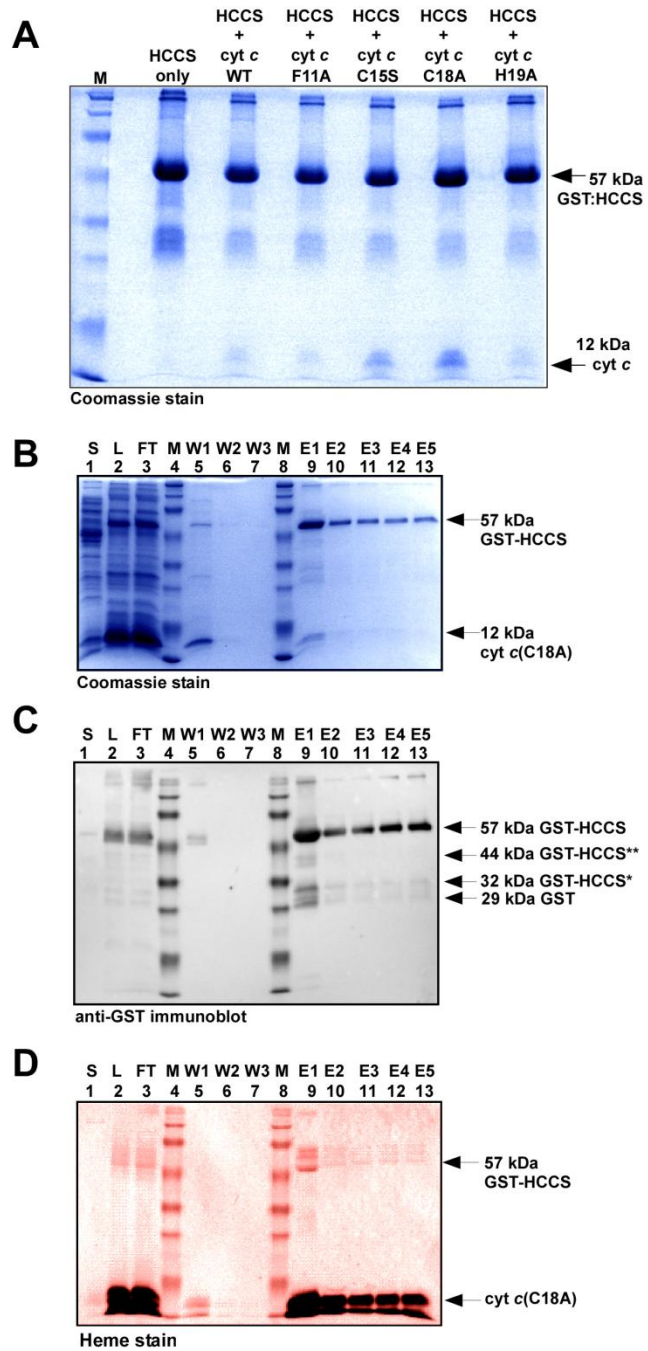 A
M
HCCS
only
HCCS
+
cyt c
WT
HCCS
+
cyt c
F11A
HCCS
+
cyt c
C15S
HCCS
+
cyt c
C18A
HCCS
+
cyt c
H19A
57 kDa
GST:HCCS
12 kDa
cyt c
Coomassie stain
B
S L FT M W1 W2 W3 M E1 E2 E3 E4 E5
1 2 3 4 5 6 7 8 9 10 11 12 13
57 kDa
GST-HCCS
12 kDa
cyt c(C18A)
Coomassie stain
C
S L FT M W1 W2 W3 M E1 E2 E3 E4 E5
1 2 3 4 5 6 7 8 9 10 11 12 13
57 kDa GST-HCCS
44 kDa GST-HCCS**
32 kDa GST-HCCS*
29 kDa GST
anti-GST immunoblot
D
S L FT M W1 W2 W3 M E1 E2 E3 E4 E5
1 2 3 4 5 6 7 8 9 10 11 12 13
57 kDa
GST-HCCS
cyt c(C18A)
Heme stain